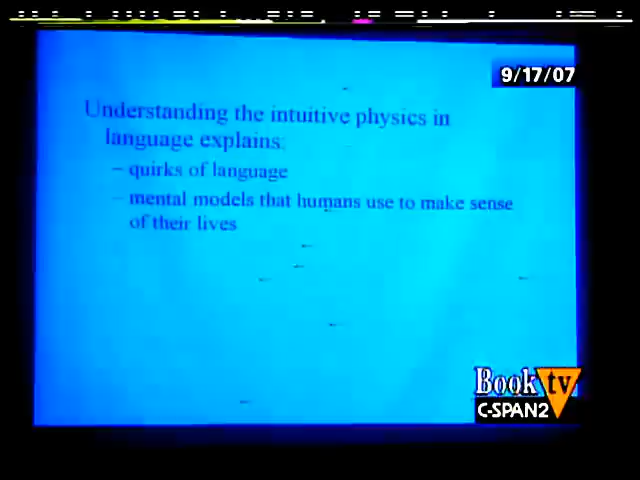 9/17/07
Understanding the intuitive physics in
language explains:
– quirks of language
– mental models that humans use to make sense
of their lives
Book tv
C-SPAN2